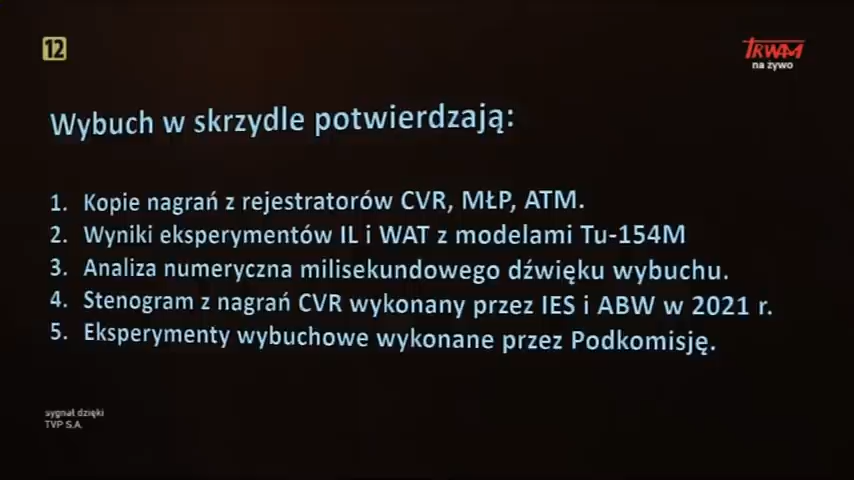 12
TRWAM
na żywo
Wybuch w skrzydle potwierdzają:
1. Kopie nagrań z rejestratorów CVR, MŁP, ATM.
2. Wyniki eksperymentów IL i WAT z modelami Tu-154M
3. Analiza numeryczna milisekundowego dźwięku wybuchu.
4. Stenogram z nagrań CVR wykonany przez IES i ABW w 2021 r.
5. Eksperymenty wybuchowe wykonane przez Podkomisję.
sygnał dzięki
TVP S.A.